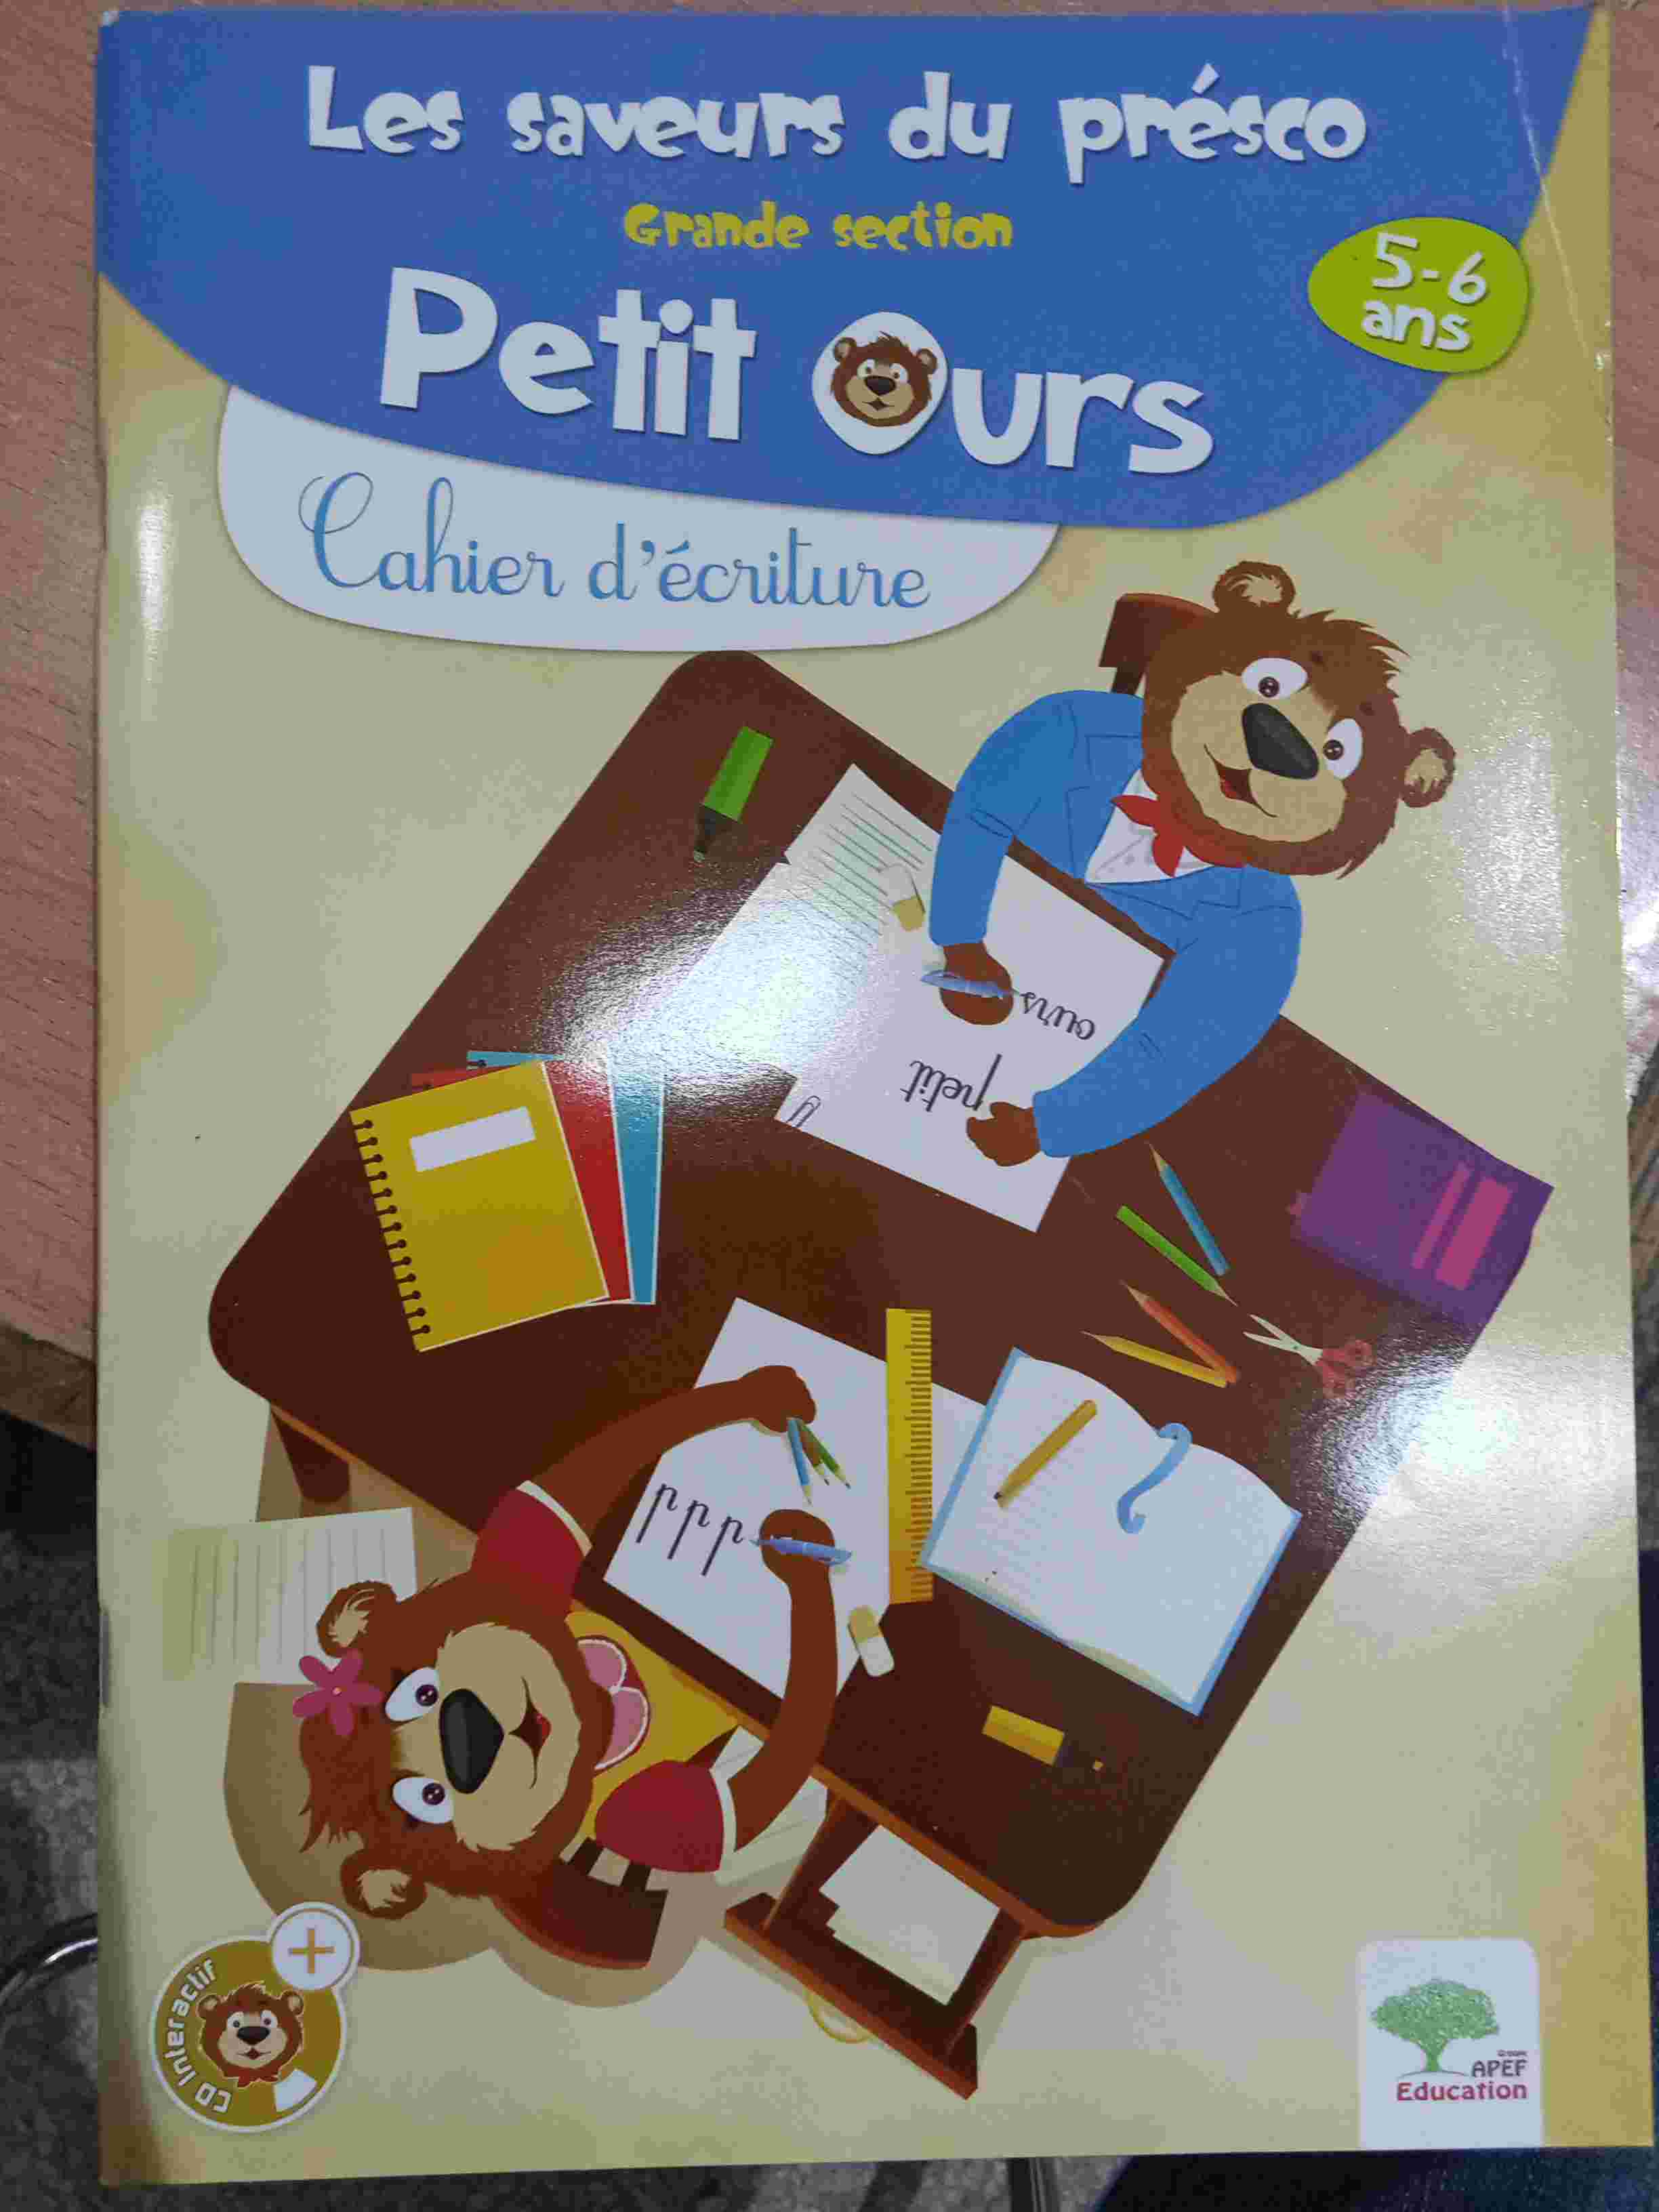 Les saveurs du présco
Grande section
5-6
ans
Petit Ours
Cahier d'écriture
ours
petit
p p p
CD Interactif
+
Groupe
APEF
Education